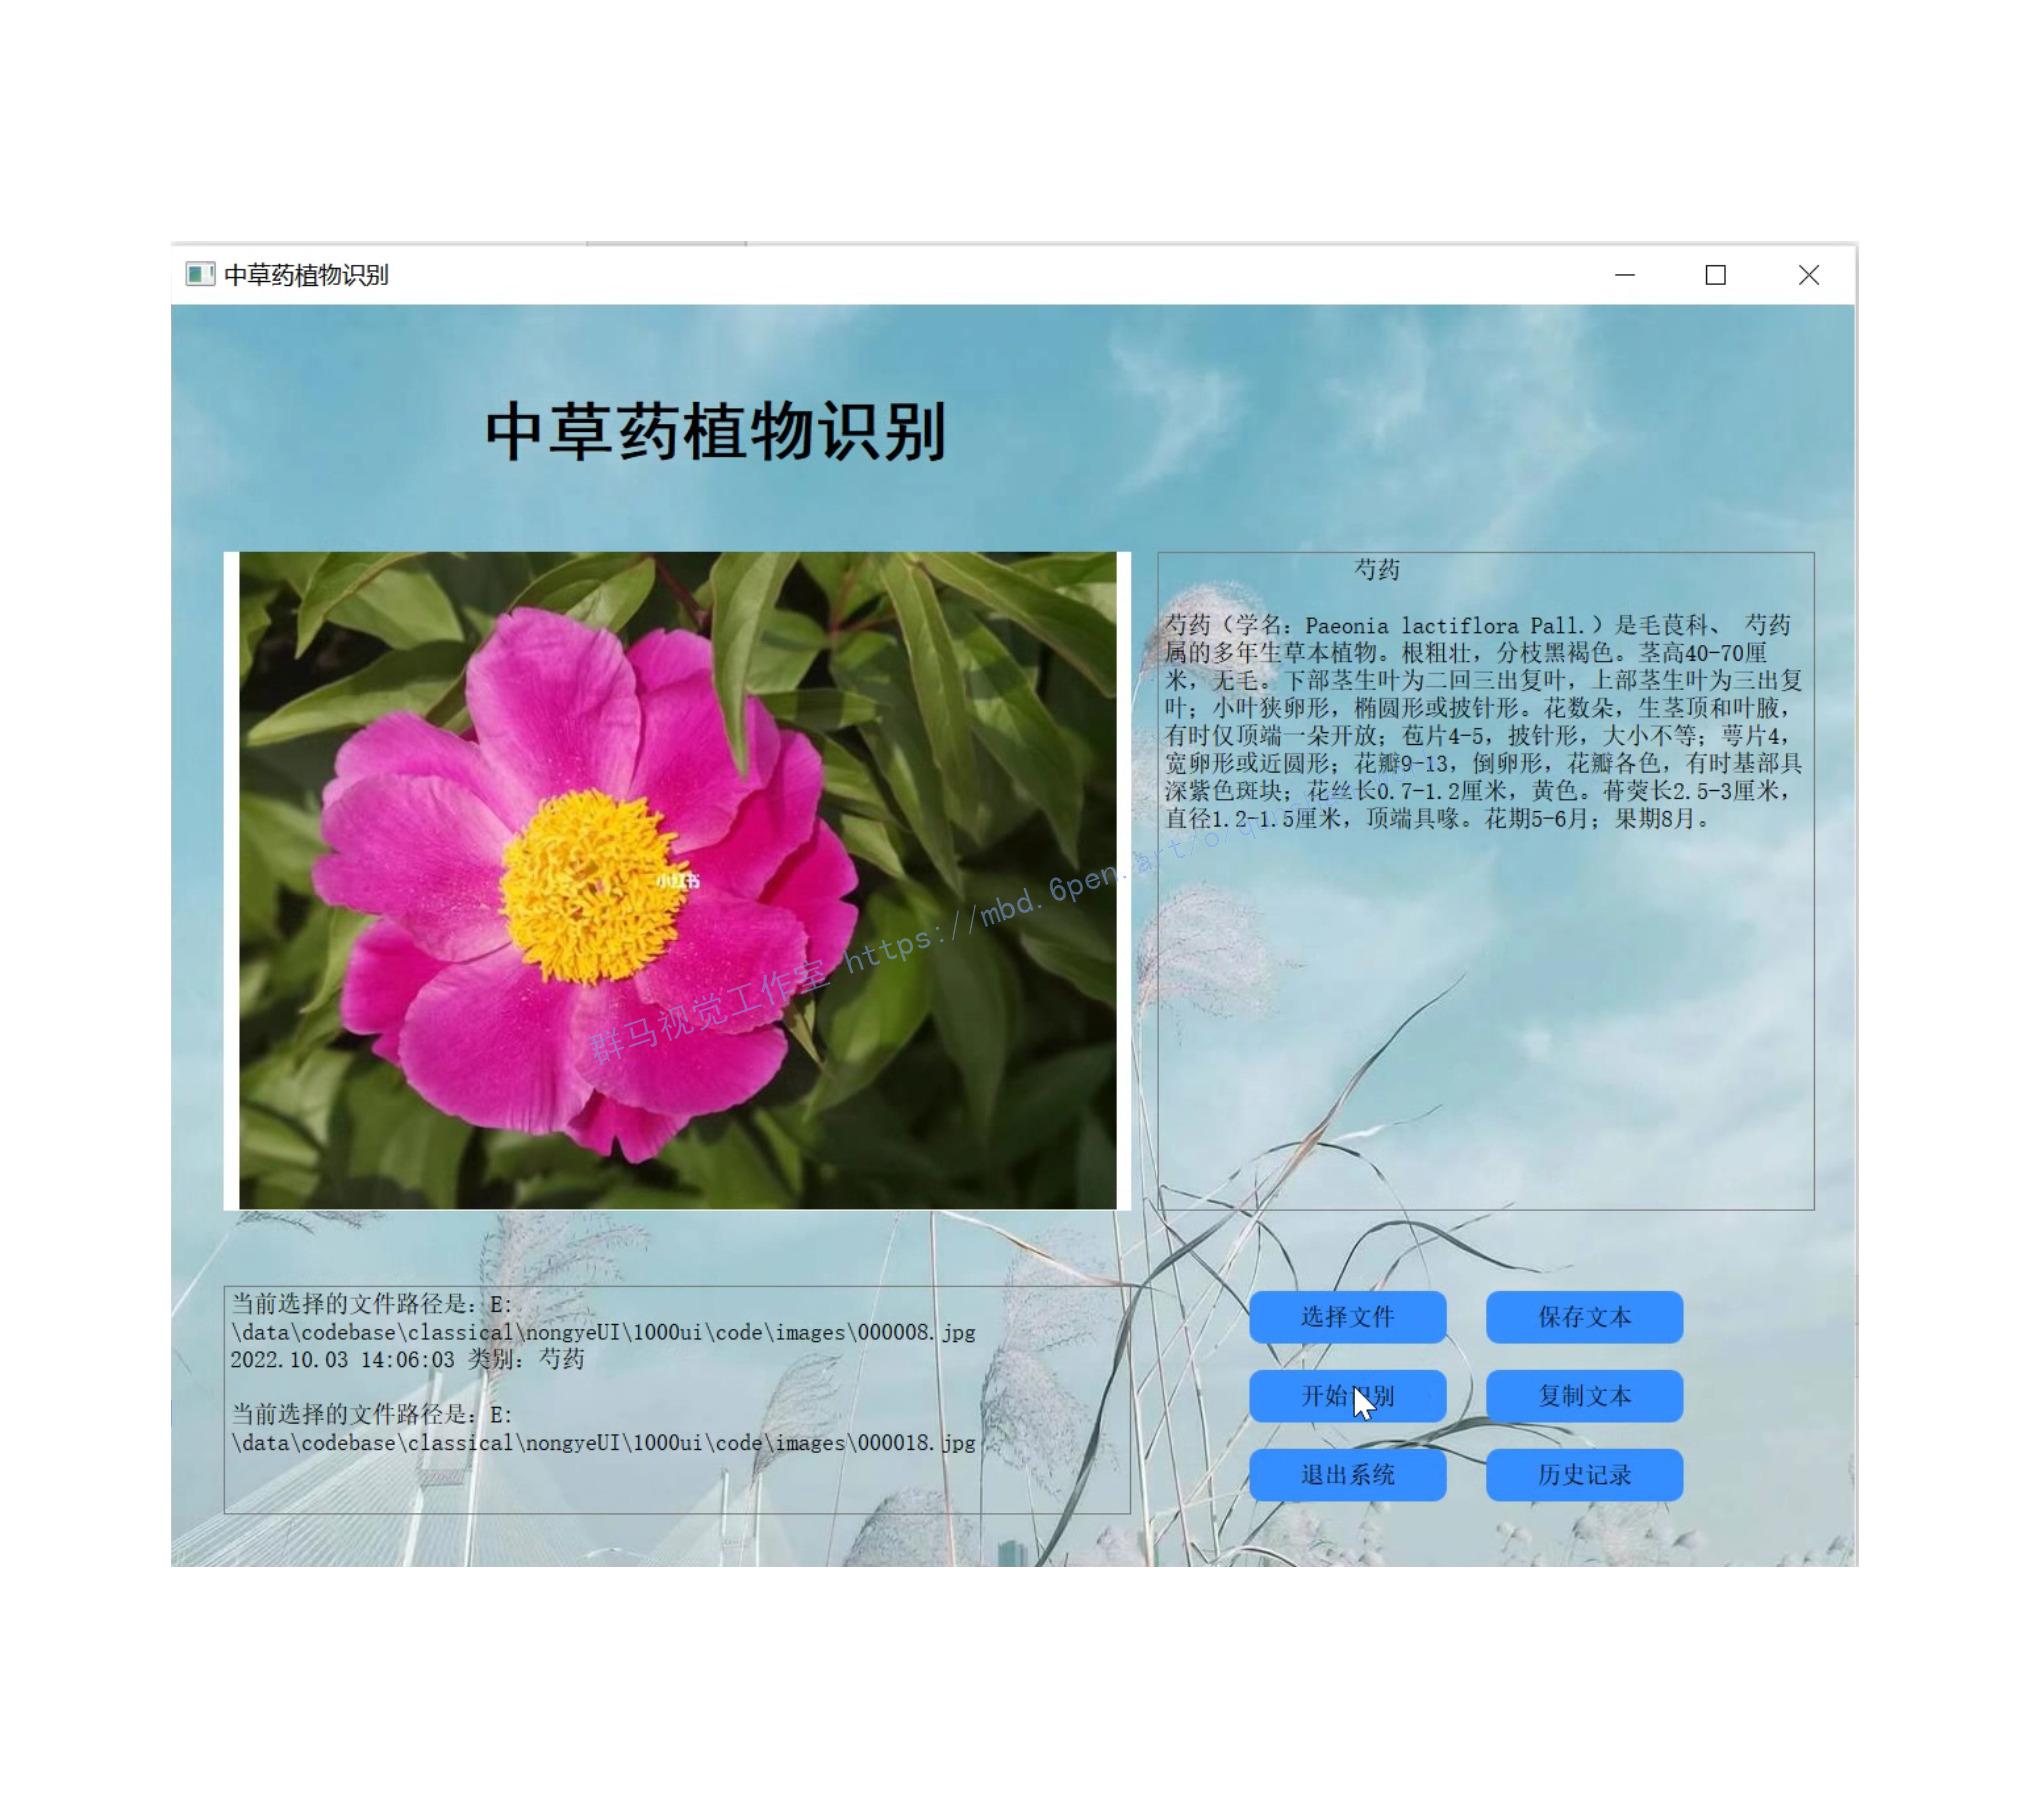 中草药植物识别
中草药植物识别
芍药
芍药（学名：Paeonia lactiflora Pall.）是毛茛科、 芍药
属的多年生草本植物。根粗壮，分枝黑褐色。茎高40-70厘
米，无毛。下部茎生叶为二回三出复叶，上部茎生叶为三出复
叶；小叶狭卵形，椭圆形或披针形。花数朵，生茎顶和叶腋，
有时仅顶端一朵开放；苞片4-5，披针形，大小不等；萼片4，
宽卵形或近圆形；花瓣9-13，倒卵形，花瓣各色，有时基部具
深紫色斑块；花丝长0.7-1.2厘米，黄色。蓇葖长2.5-3厘米，
直径1.2-1.5厘米，顶端具喙。花期5-6月；果期8月。
小红书
群马视觉工作室 https://mbd.6pen.art/o/
当前选择的文件路径是：E:
\data\codebase\classical\nongyeUI\1000ui\code\images\000008.jpg
2022.10.03 14:06:03 类别：芍药
当前选择的文件路径是：E:
\data\codebase\classical\nongyeUI\1000ui\code\images\000018.jpg
选择文件
保存文本
开始识别
复制文本
退出系统
历史记录